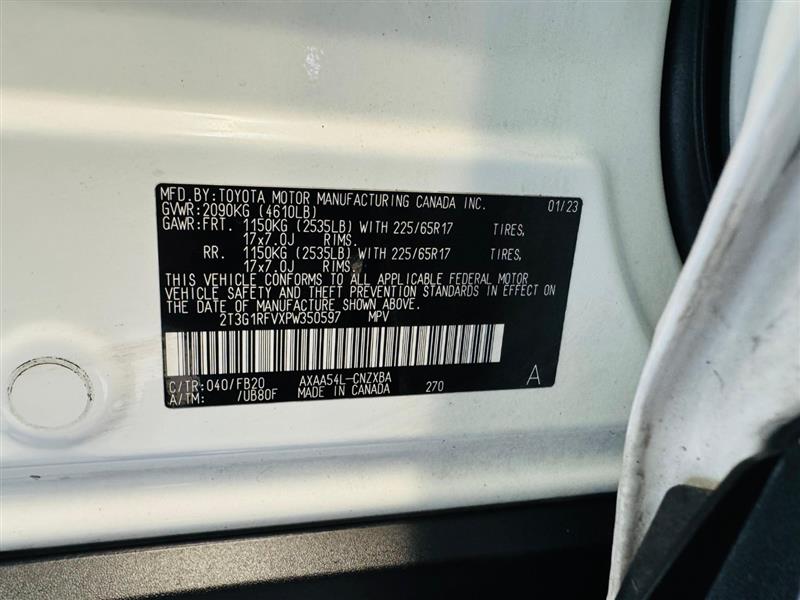 MFD.BY:TOYOTA MOTOR MANUFACTURING CANADA INC. 01/23
GVWR:2090KG (4610LB)
GAWR:FRT. 1150KG (2535LB) WITH 225/65R17 TIRES,
17x7.0J RIMS.
RR. 1150KG (2535LB) WITH 225/65R17 TIRES,
17x7.0J RIMS.
THIS VEHICLE CONFORMS TO ALL APPLICABLE FEDERAL MOTOR
VEHICLE SAFETY AND THEFT PREVENTION STANDARDS IN EFFECT ON
THE DATE OF MANUFACTURE SHOWN ABOVE.
2T3G1RFVXPW350597 MPV
C/TR:040/FB20 AXAA54L-CNZXBA A
A/TM: /UB80F MADE IN CANADA 270